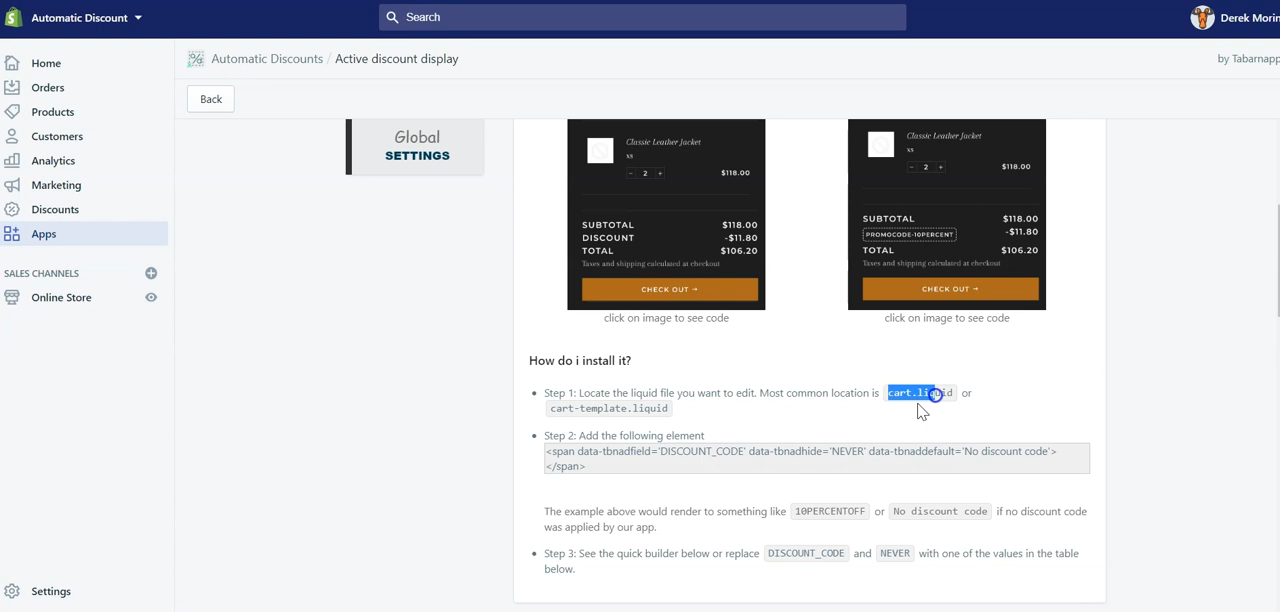 Automatic Discount
Search
Derek Morin
Home
Orders
Products
Customers
Analytics
Marketing
Discounts
Apps
SALES CHANNELS
Online Store
Settings
Automatic Discounts / Active discount display
by Tabarnapp
Back
Global
SETTINGS
Classic Leather Jacket
XS
- 2 + $118.00
SUBTOTAL $118.00
DISCOUNT -$11.80
TOTAL $106.20
Taxes and shipping calculated at checkout
CHECK OUT →
click on image to see code
Classic Leather Jacket
XS
- 2 + $118.00
SUBTOTAL $118.00
PROMOCODE-10PERCENT -$11.80
TOTAL $106.20
Taxes and shipping calculated at checkout
CHECK OUT →
click on image to see code
How do i install it?
• Step 1: Locate the liquid file you want to edit. Most common location is cart.liquid or
cart-template.liquid
• Step 2: Add the following element
<span data-tbnadfield='DISCOUNT_CODE' data-tbnadhide='NEVER' data-tbnaddefault='No discount code'>
</span>
The example above would render to something like 10PERCENTOFF or No discount code if no discount code
was applied by our app.
• Step 3: See the quick builder below or replace DISCOUNT_CODE and NEVER with one of the values in the table
below.